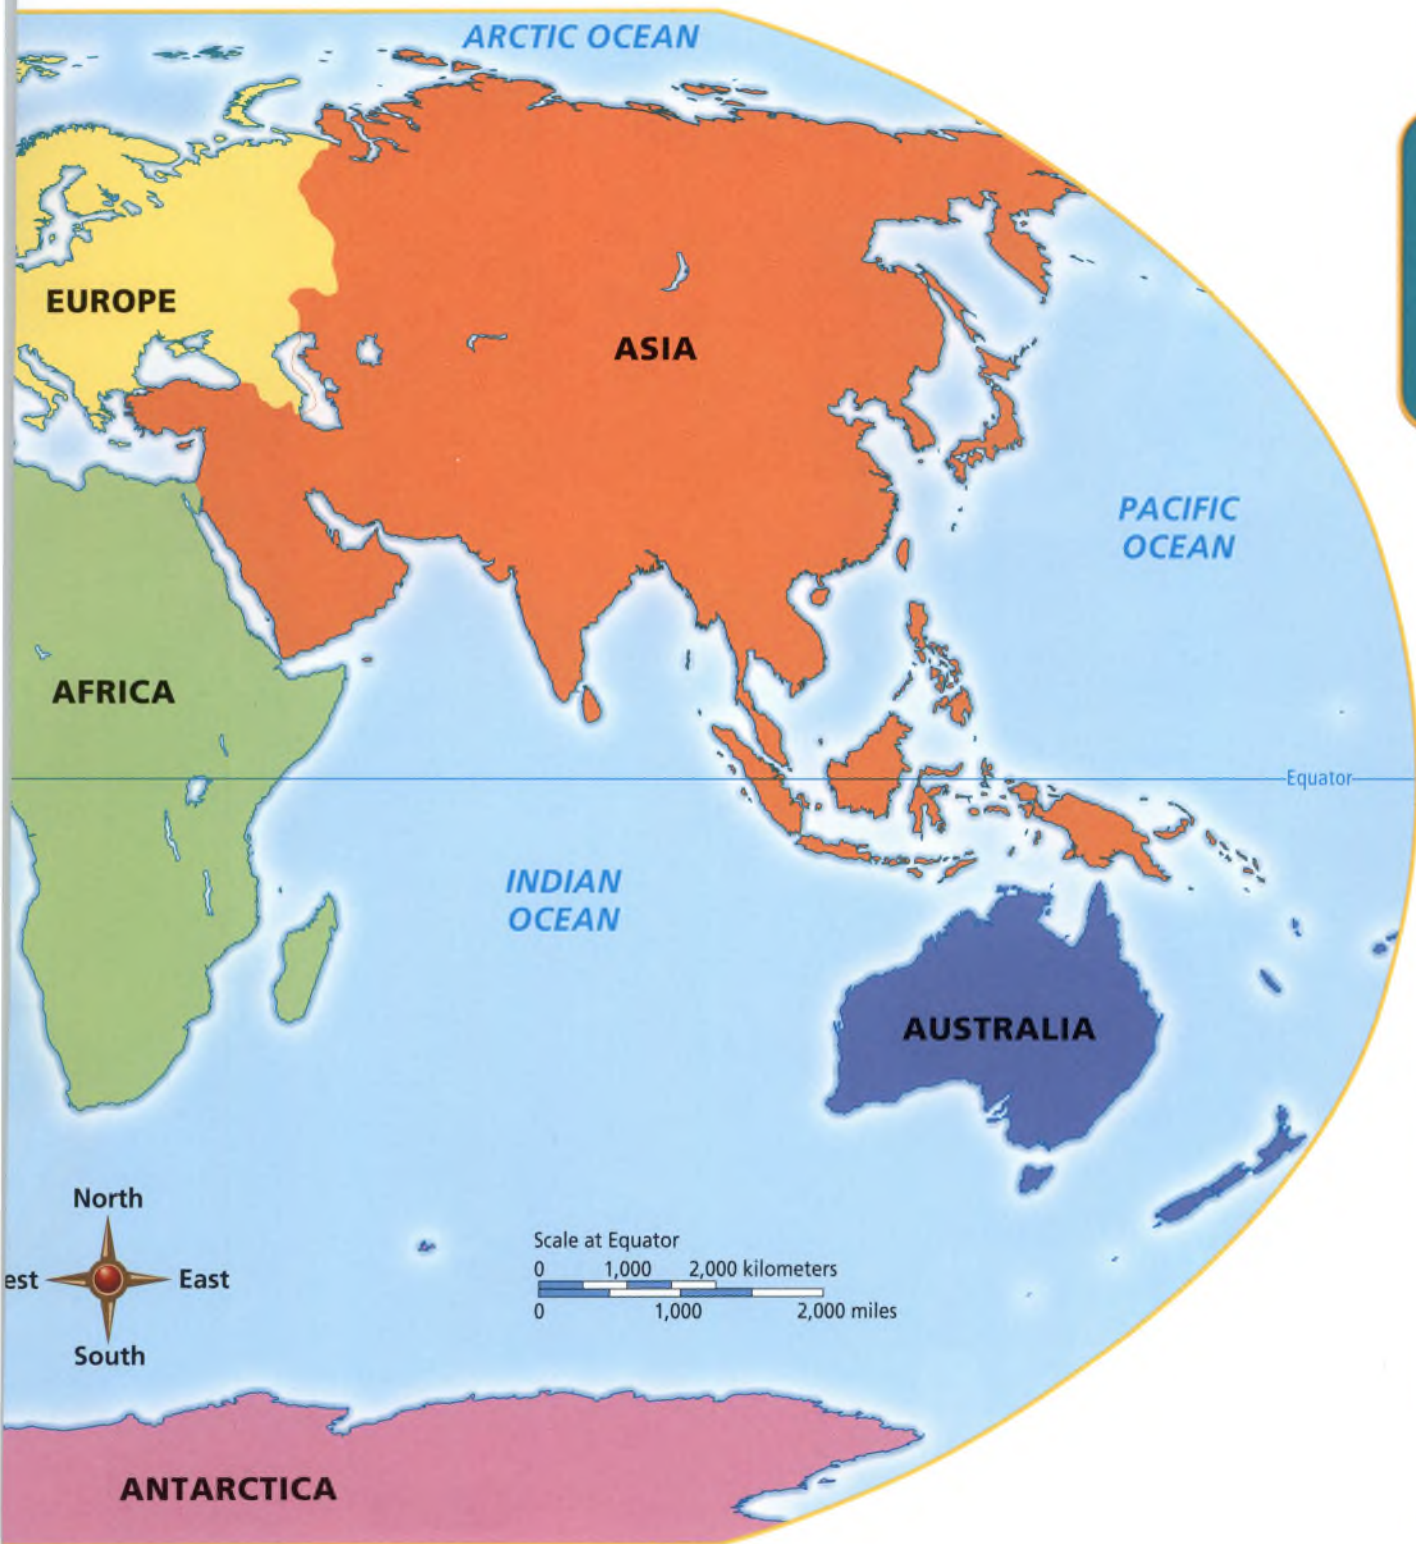 ARCTIC OCEAN
EUROPE
ASIA
PACIFIC
OCEAN
AFRICA
Equator
INDIAN
OCEAN
AUSTRALIA
North
est
East
South
Scale at Equator
0 1,000 2,000 kilometers
0 1,000 2,000 miles
ANTARCTICA